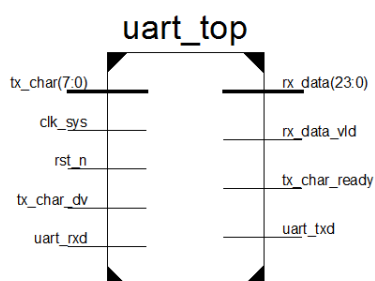 uart_top
tx_char(7:0)
clk_sys
rst_n
tx_char_dv
uart_rxd
rx_data(23:0)
rx_data_vld
tx_char_ready
uart_txd